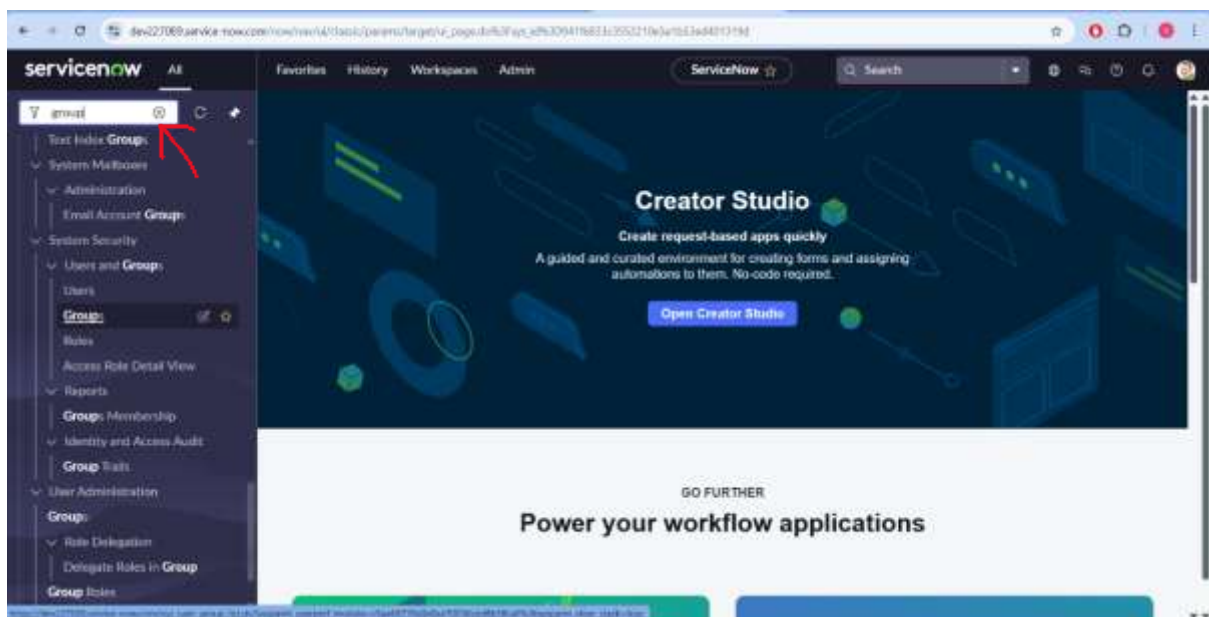 servicenow All Favorites History Workspaces Admin ServiceNow Search
group
Text Index Groups
System Mailboxes
Administration
Email Account Groups
System Security
Users and Groups
Users
Groups
Roles
Access Role Detail View
Reports
Groups Membership
Identity and Access Audit
Group Traits
User Administration
Groups
Role Delegation
Delegate Roles in Group
Group Roles
Creator Studio
Create request-based apps quickly
A guided and curated environment for creating forms and assigning
automations to them. No-code required.
Open Creator Studio
GO FURTHER
Power your workflow applications